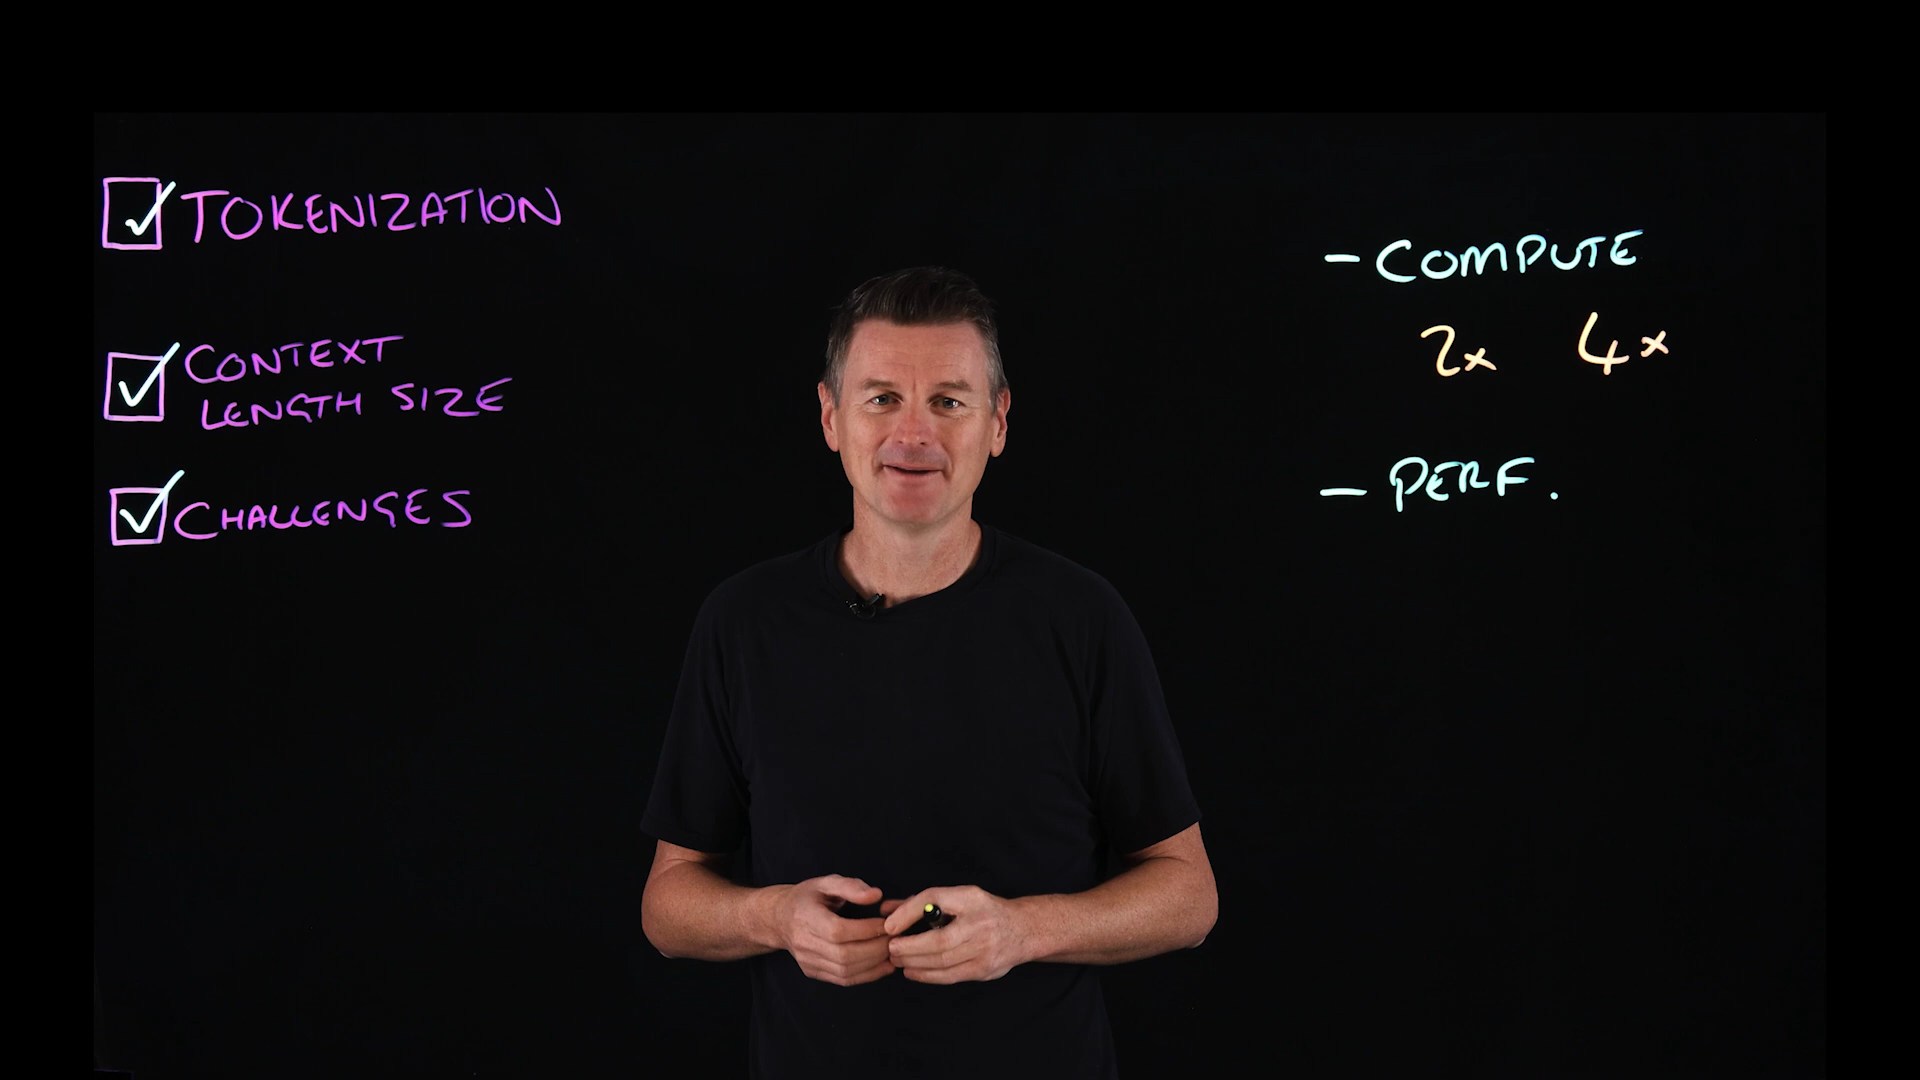 TOKENIZATION
CONTEXT
LENGTH SIZE
CHALLENGES
- COMPUTE
2x 4x
- PERF.